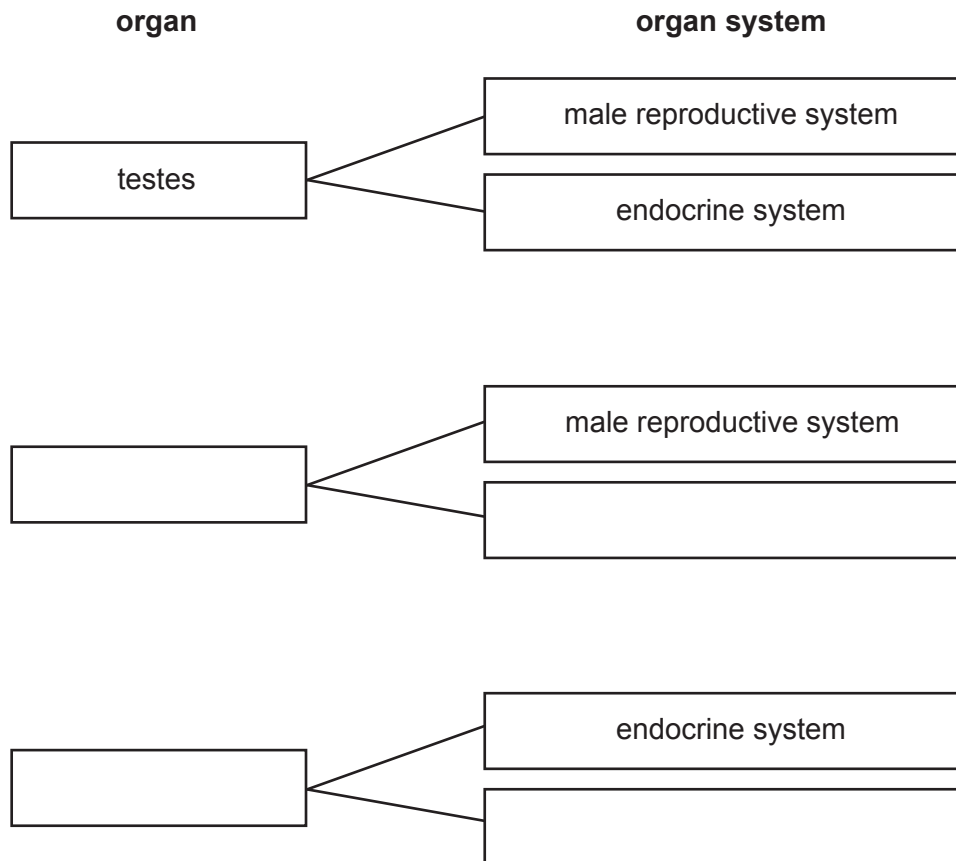 organ
organ system
testes
male reproductive system
endocrine system
male reproductive system
endocrine system